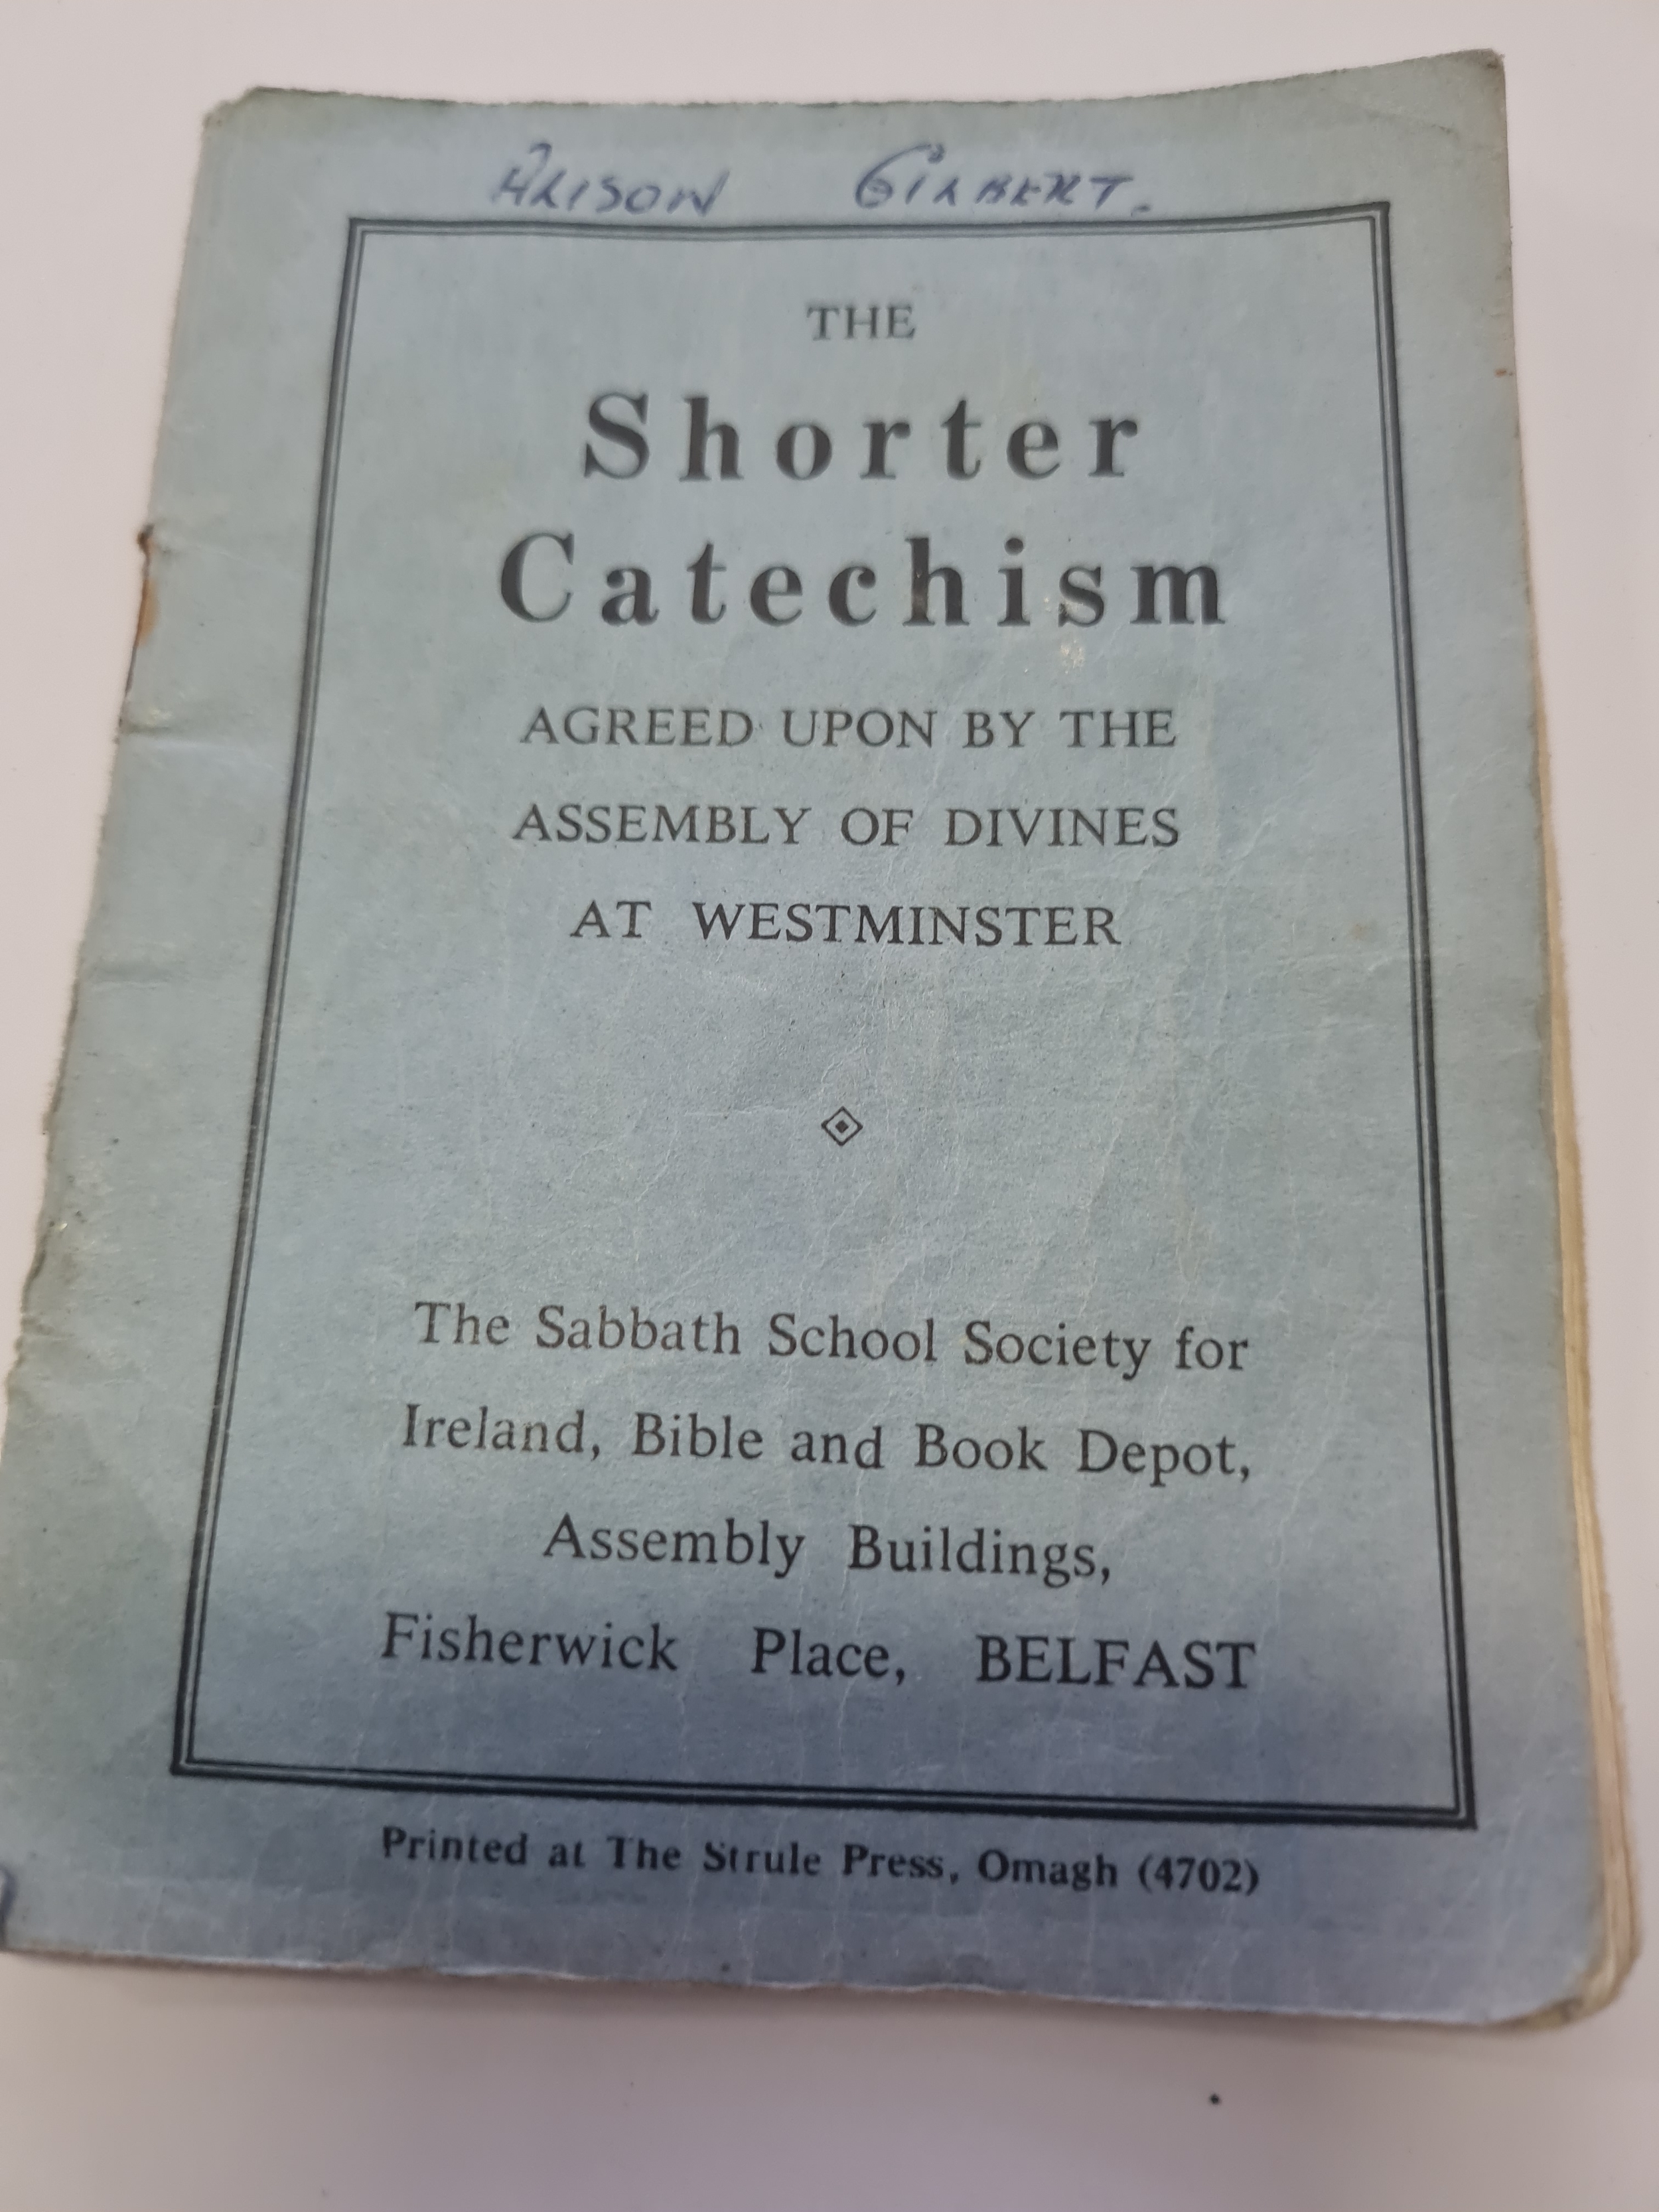 ALISON GILBERT.
THE
Shorter
Catechism
AGREED UPON BY THE
ASSEMBLY OF DIVINES
AT WESTMINSTER
The Sabbath School Society for
Ireland, Bible and Book Depot,
Assembly Buildings,
Fisherwick Place, BELFAST
Printed at The Strule Press, Omagh (4702)